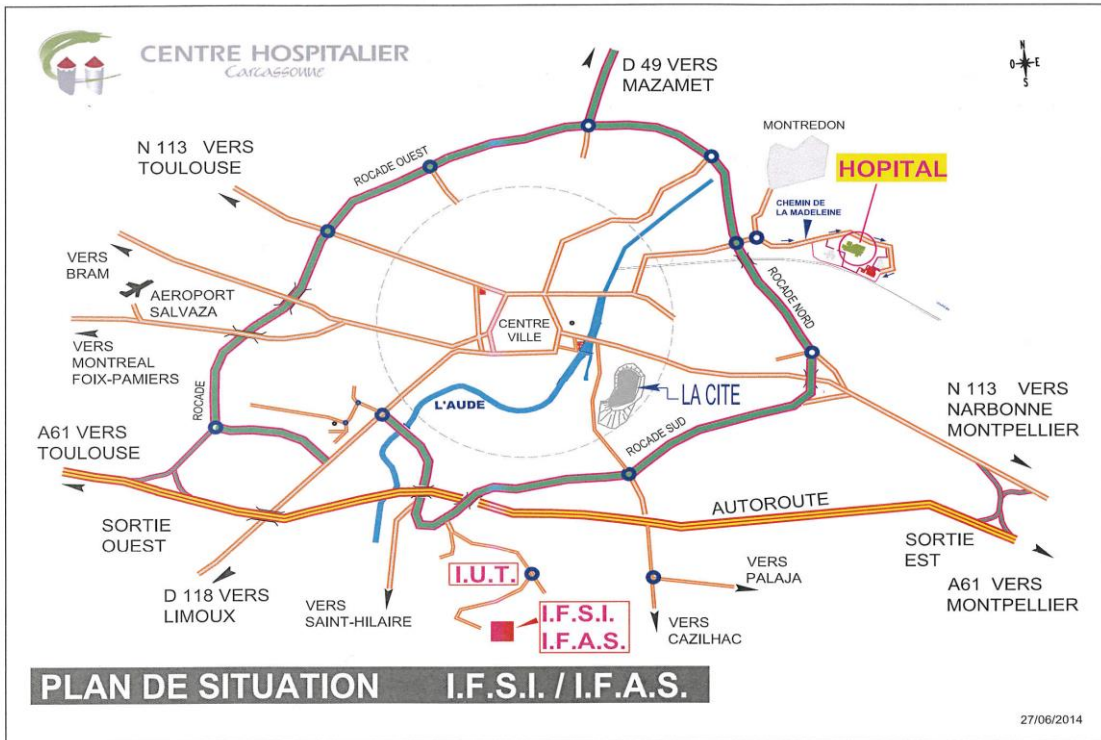 CENTRE HOSPITALIER
Carcassonne
D 49 VERS
MAZAMET
N
O E
S
MONTREDON
N 113 VERS
TOULOUSE
ROCADE OUEST
HOPITAL
CHEMIN DE
LA MADELEINE
VERS
BRAM
AEROPORT
SALVAZA
ROCADE NORD
CENTRE
VILLE
VERS
MONTREAL
FOIX-PAMIERS
ROCADE
L'AUDE
LA CITE
N 113 VERS
NARBONNE
MONTPELLIER
A61 VERS
TOULOUSE
ROCADE SUD
AUTOROUTE
SORTIE
OUEST
SORTIE
EST
I.U.T.
VERS
PALAJA
D 118 VERS
LIMOUX
VERS
SAINT-HILAIRE
I.F.S.I.
I.F.A.S.
VERS
CAZILHAC
A61 VERS
MONTPELLIER
PLAN DE SITUATION I.F.S.I. / I.F.A.S.
27/06/2014